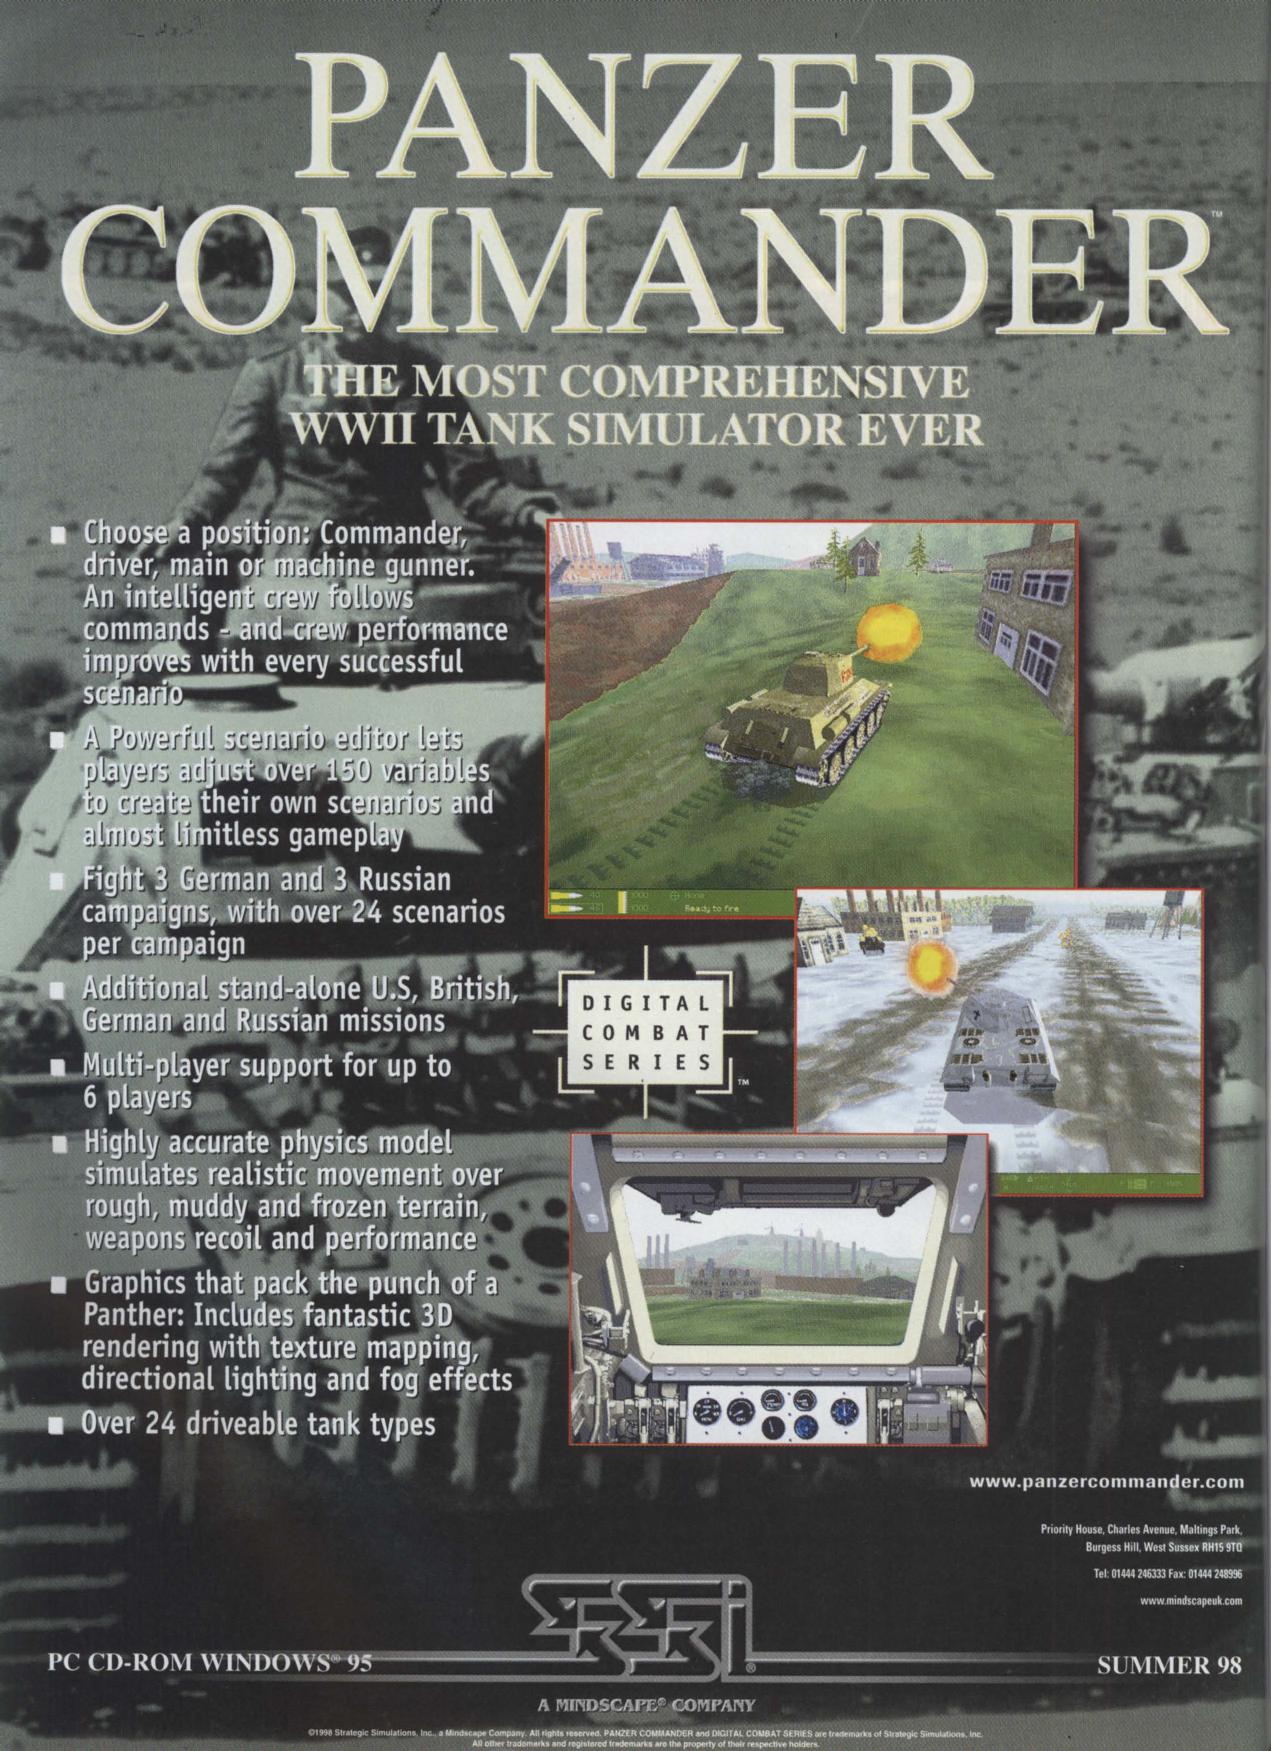 PANZER
COMMANDER™
THE MOST COMPREHENSIVE
WWII TANK SIMULATOR EVER
Choose a position: Commander,
driver, main or machine gunner.
An intelligent crew follows
commands - and crew performance
improves with every successful
scenario
A Powerful scenario editor lets
players adjust over 150 variables
to create their own scenarios and
almost limitless gameplay
Fight 3 German and 3 Russian
campaigns, with over 24 scenarios
per campaign
Additional stand-alone U.S, British,
German and Russian missions
Multi-player support for up to
6 players
Highly accurate physics model
simulates realistic movement over
rough, muddy and frozen terrain,
weapons recoil and performance
Graphics that pack the punch of a
Panther: Includes fantastic 3D
rendering with texture mapping,
directional lighting and fog effects
Over 24 driveable tank types
1000
1000
Ready to fire
DIGITAL
COMBAT
SERIES
™
www.panzercommander.com
Priority House, Charles Avenue, Maltings Park,
Burgess Hill, West Sussex RH15 9TQ
Tel: 01444 246333 Fax: 01444 248996
www.mindscapeuk.com
SSI®
PC CD-ROM WINDOWS® 95
SUMMER 98
A MINDSCAPE® COMPANY
©1998 Strategic Simulations, Inc., a Mindscape Company. All rights reserved. PANZER COMMANDER and DIGITAL COMBAT SERIES are trademarks of Strategic Simulations, Inc.
All other trademarks and registered trademarks are the property of their respective holders.